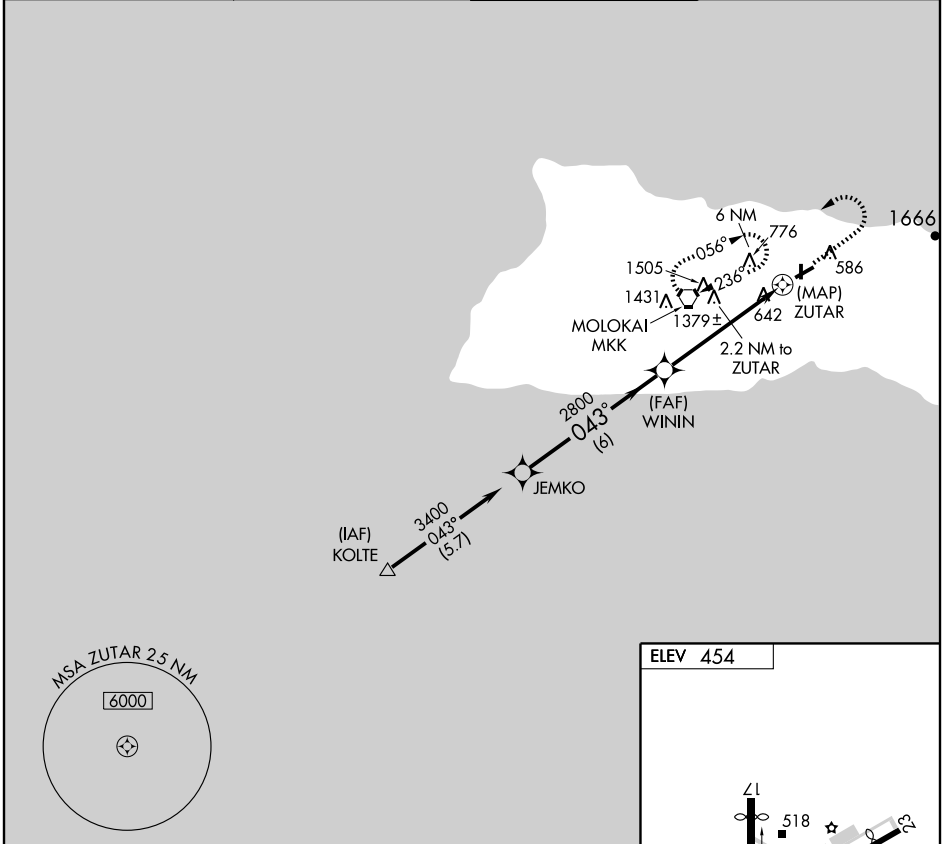 6 NM
776
1666
056°
236°
586
1505
1431
1379±
642
(MAP)
ZUTAR
MOLOKAI
MKK
2.2 NM to
ZUTAR
2800
043°
(6)
(FAF)
WININ
JEMKO
3400
043°
(5.7)
(IAF)
KOLTE
MSA ZUTAR 25 NM
6000
ELEV 454
17
518
23